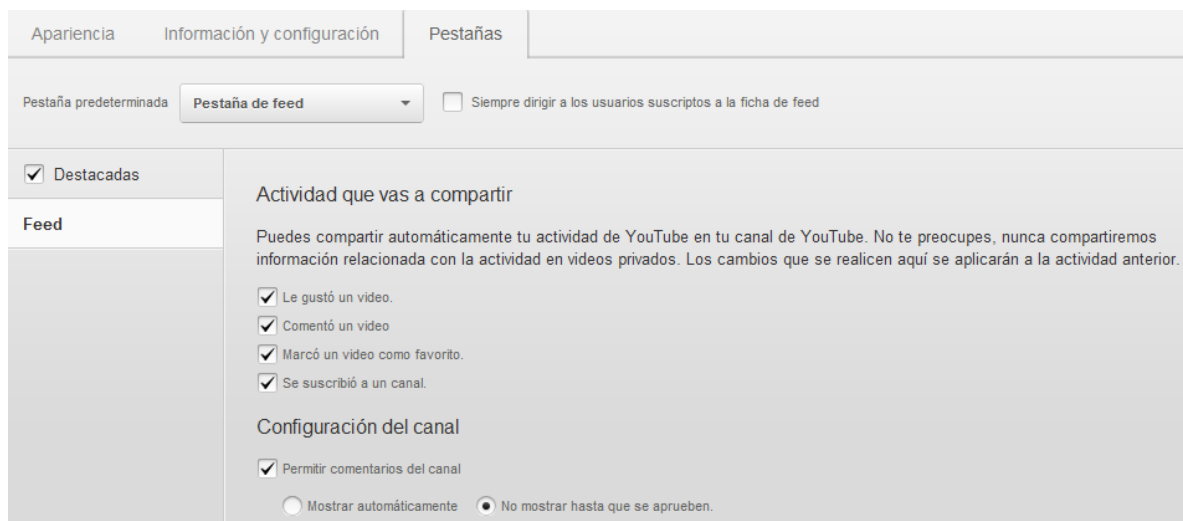 Apariencia Información y configuración Pestañas
Pestaña predeterminada Pestaña de feed Siempre dirigir a los usuarios suscriptos a la ficha de feed
Destacadas
Feed
Actividad que vas a compartir
Puedes compartir automáticamente tu actividad de YouTube en tu canal de YouTube. No te preocupes, nunca compartiremos
información relacionada con la actividad en videos privados. Los cambios que se realicen aquí se aplicarán a la actividad anterior.
Le gustó un video.
Comentó un video
Marcó un video como favorito.
Se suscribió a un canal.
Configuración del canal
Permitir comentarios del canal
Mostrar automáticamente No mostrar hasta que se aprueben.